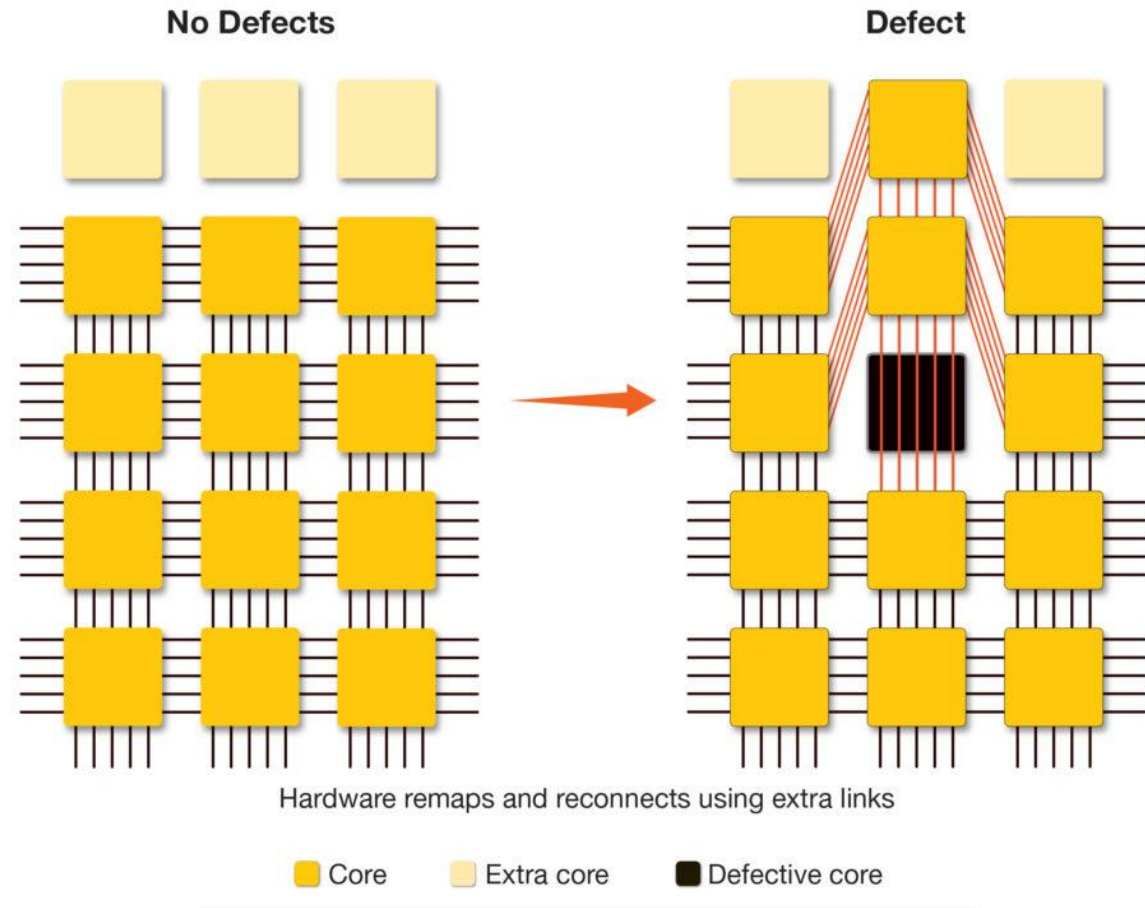 No Defects
Defect
Hardware remaps and reconnects using extra links
Core
Extra core
Defective core